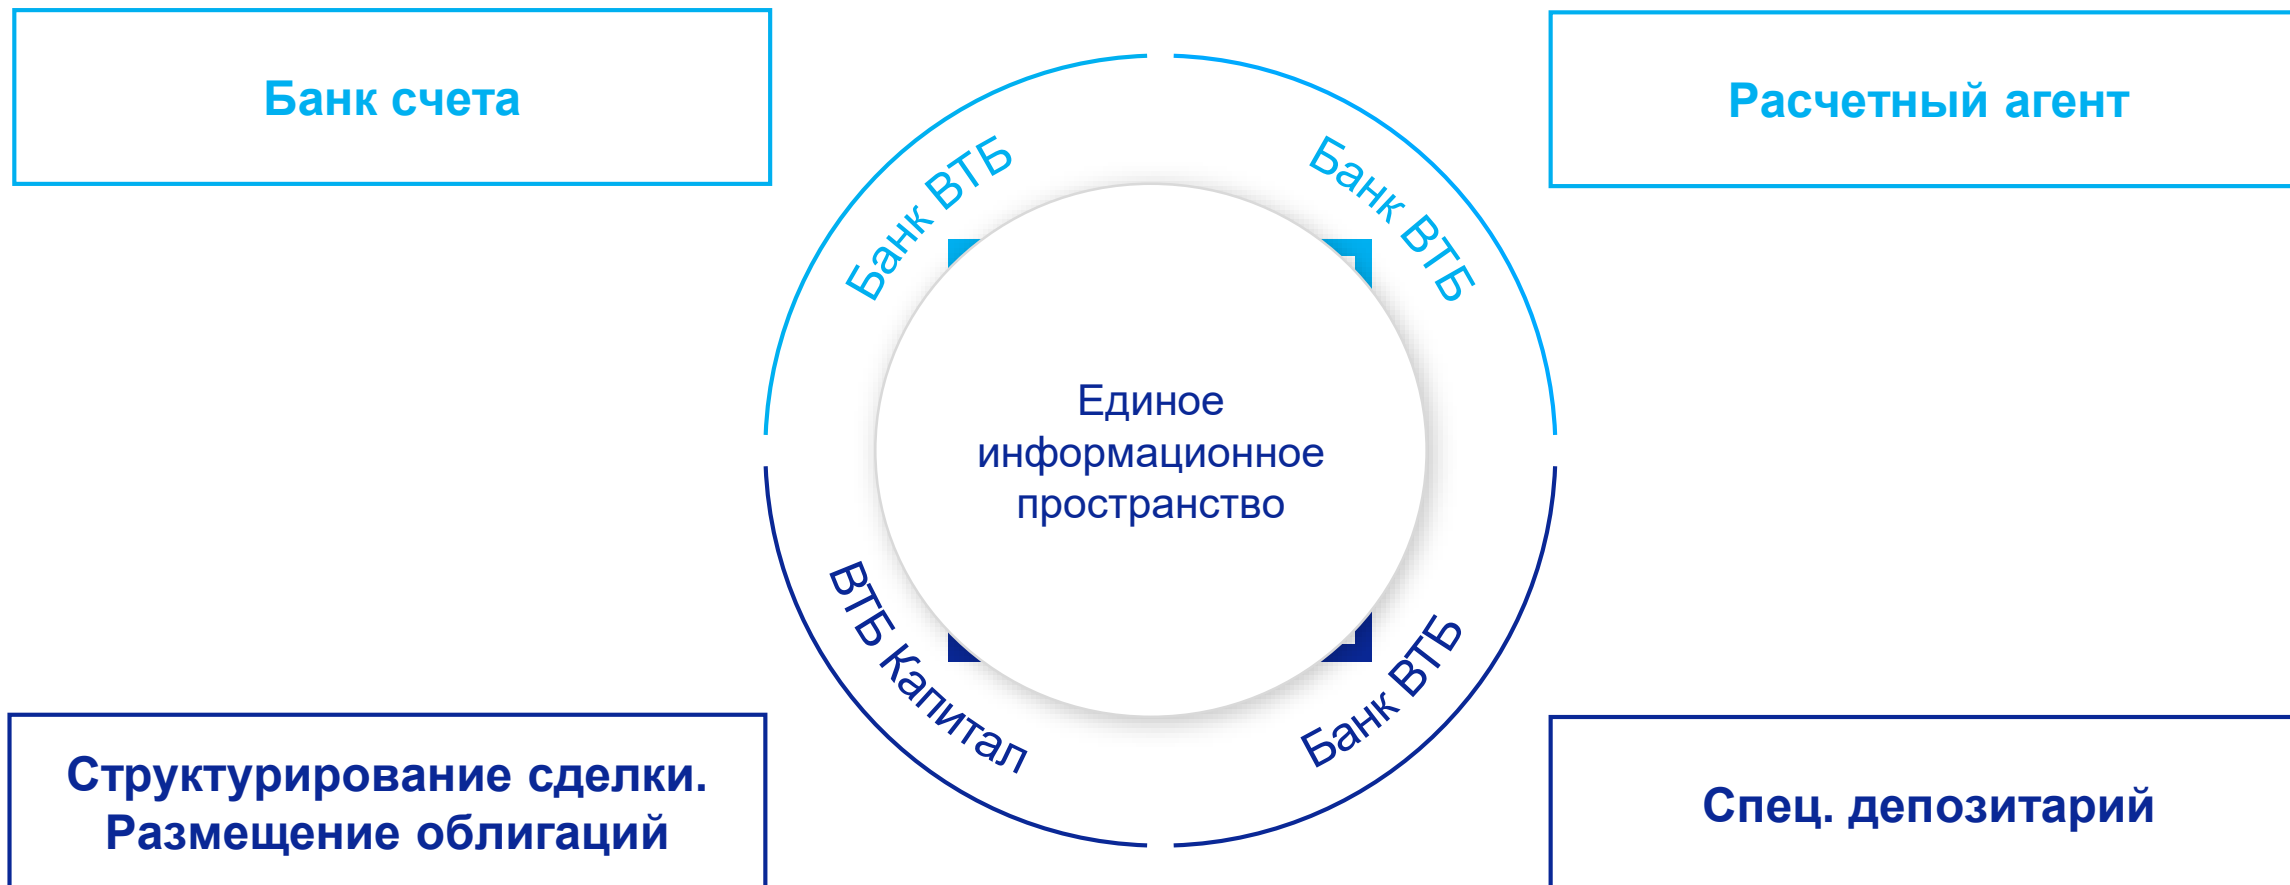 Банк счета
Расчетный агент
Банк ВТБ
Банк ВТБ
Единое
информационное
пространство
ВТБ Капитал
Банк ВТБ
Структурирование сделки.
Размещение облигаций
Спец. депозитарий